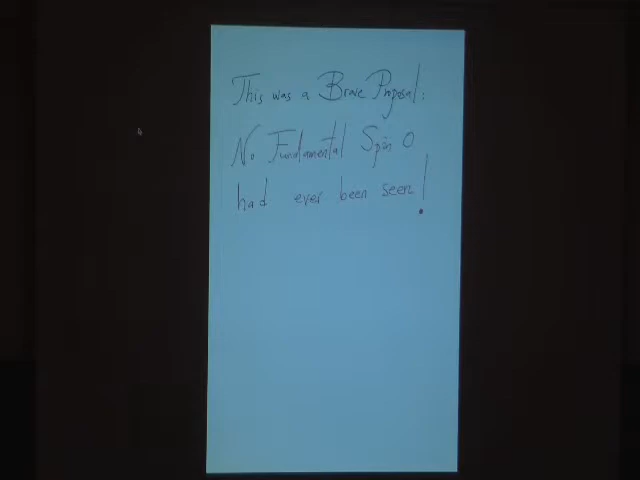 This was a Brave Proposal:
No Fundamental Spin 0
had ever been seen!